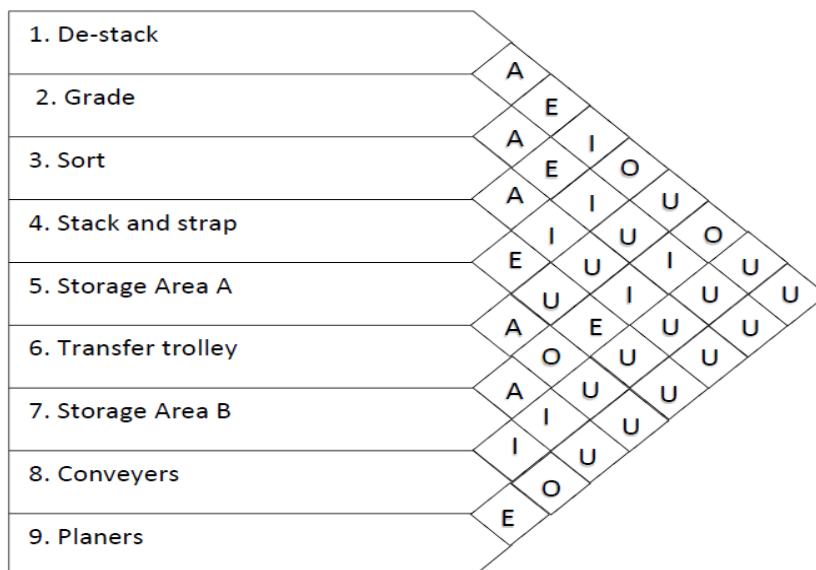 1. De-stack
A
2. Grade E
A I
3. Sort E O
A I U
4. Stack and strap I U O
E U I U
5. Storage Area A U I U U
A E U U
6. Transfer trolley O U U
A U U
7. Storage Area B I U
I U
8. Conveyers O
E
9. Planers